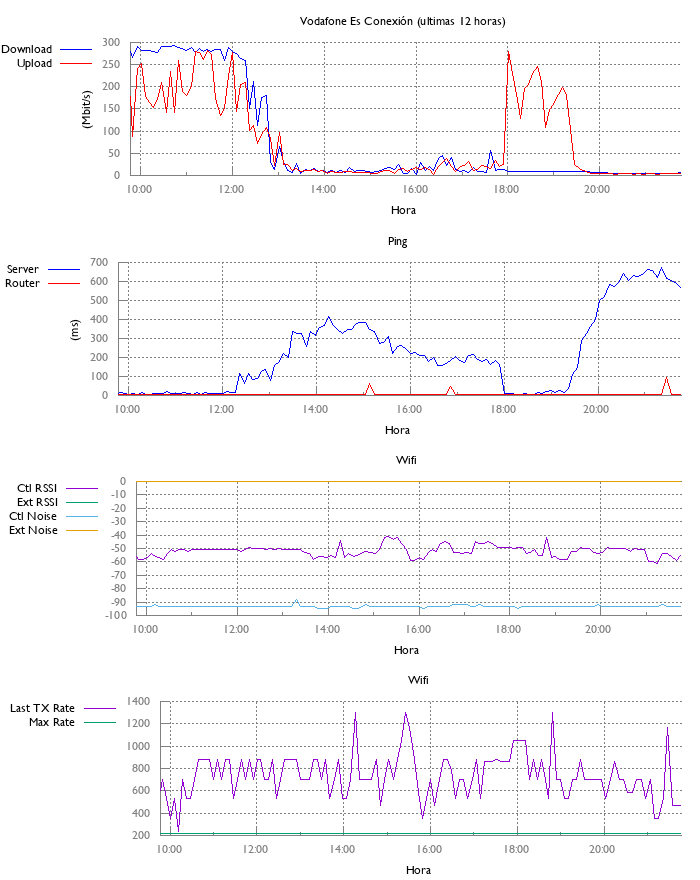 Vodafone Es Conexión (ultimas 12 horas)
Download
Upload
(Mbit/s)
300
250
200
150
100
50
0
10:00 12:00 14:00 16:00 18:00 20:00
Hora
Ping
Server
Router
(ms)
700
600
500
400
300
200
100
0
10:00 12:00 14:00 16:00 18:00 20:00
Hora
Wifi
Ctl RSSI
Ext RSSI
Ctl Noise
Ext Noise
0
-10
-20
-30
-40
-50
-60
-70
-80
-90
-100
10:00 12:00 14:00 16:00 18:00 20:00
Hora
Wifi
Last TX Rate
Max Rate
1400
1200
1000
800
600
400
200
10:00 12:00 14:00 16:00 18:00 20:00
Hora